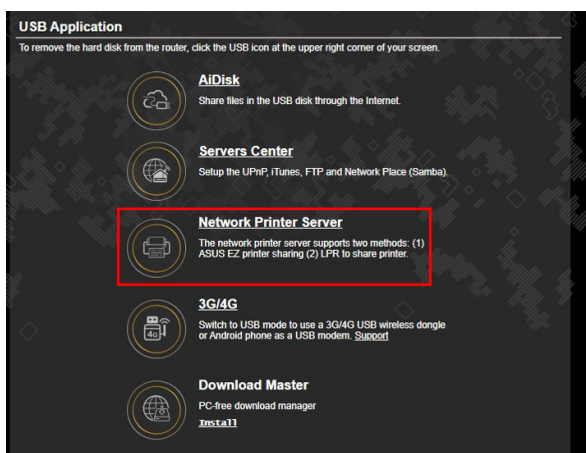 USB Application
To remove the hard disk from the router, click the USB icon at the upper right corner of your screen.
AiDisk
Share files in the USB disk through the Internet.
Servers Center
Setup the UPnP, iTunes, FTP and Network Place (Samba).
Network Printer Server
The network printer server supports two methods: (1)
ASUS EZ printer sharing (2) LPR to share printer.
3G/4G
4G
Switch to USB mode to use a 3G/4G USB wireless dongle
or Android phone as a USB modem. Support
Download Master
PC-free download manager
Install